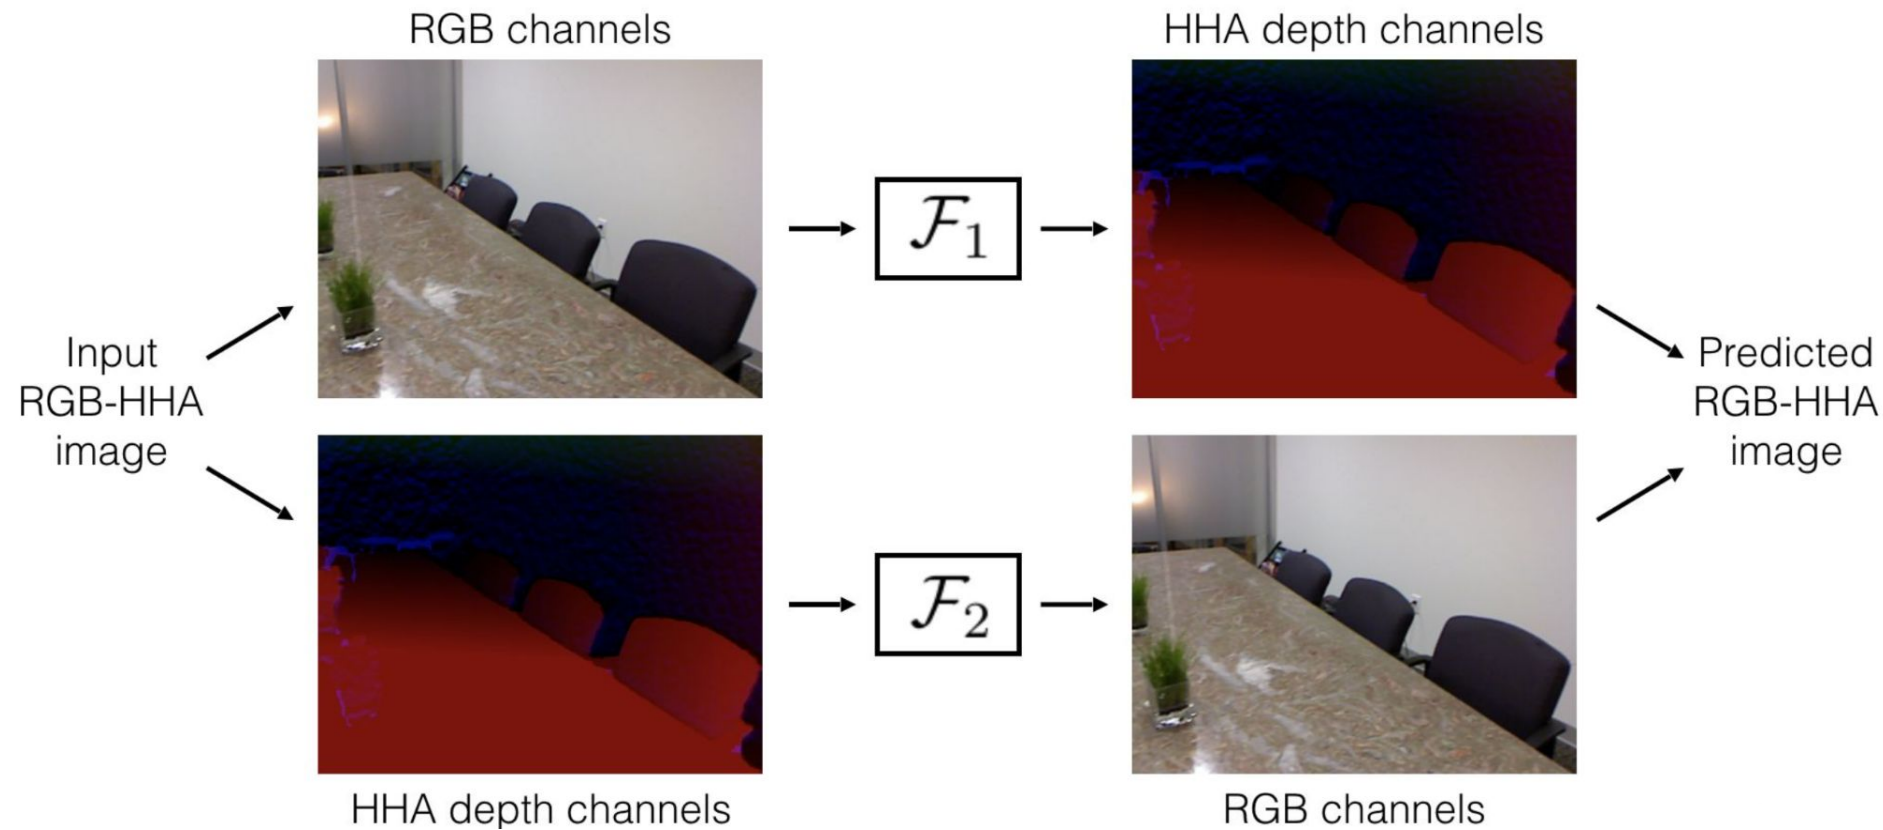 RGB channels
HHA depth channels
Input
RGB-HHA
image
F₁
F₂
Predicted
RGB-HHA
image
HHA depth channels
RGB channels